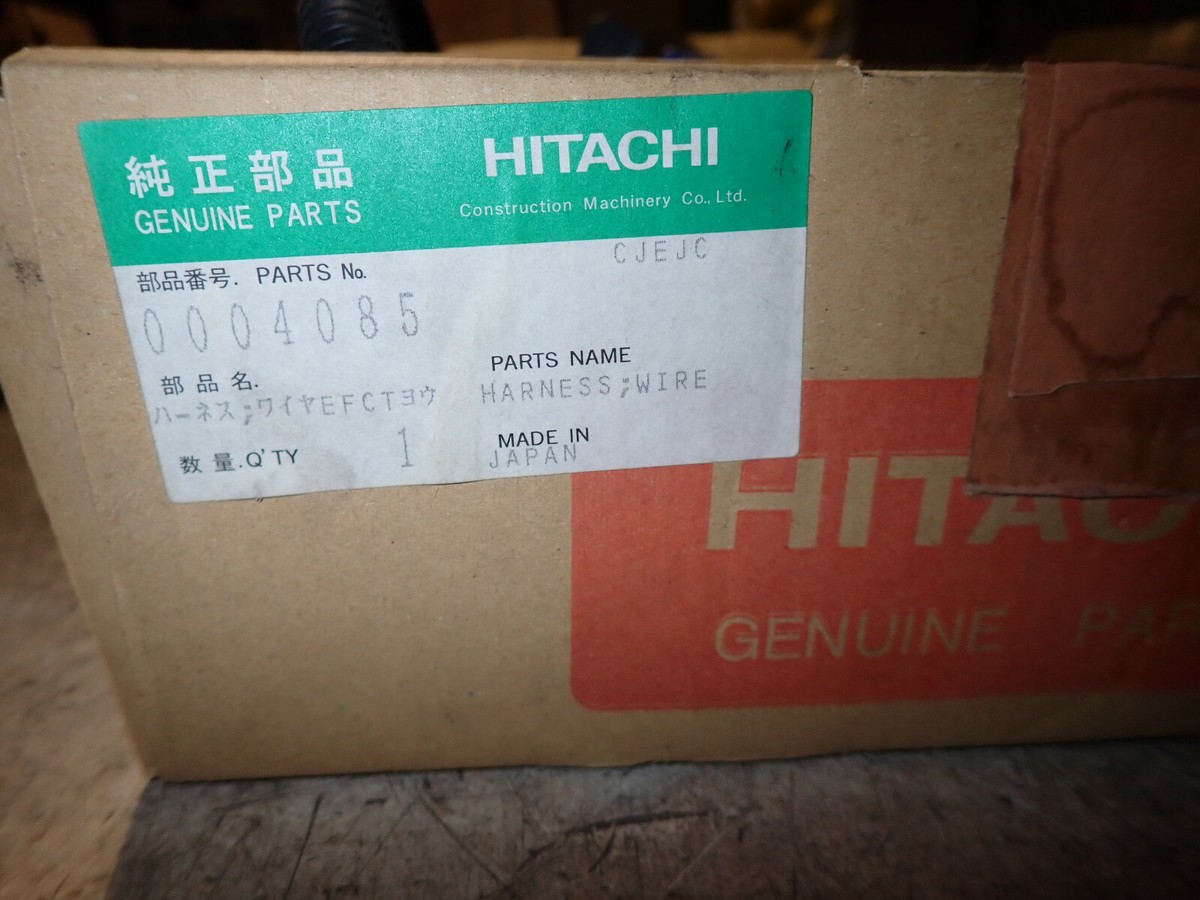 純正部品 HITACHI
GENUINE PARTS Construction Machinery Co., Ltd.
部品番号. PARTS No. CJEJC
0004085
部品名. PARTS NAME
ハーネス;ワイヤEFCTヨウ HARNESS;WIRE
数量.Q'TY 1 MADE IN
JAPAN
HITAC
GENUINE PAR